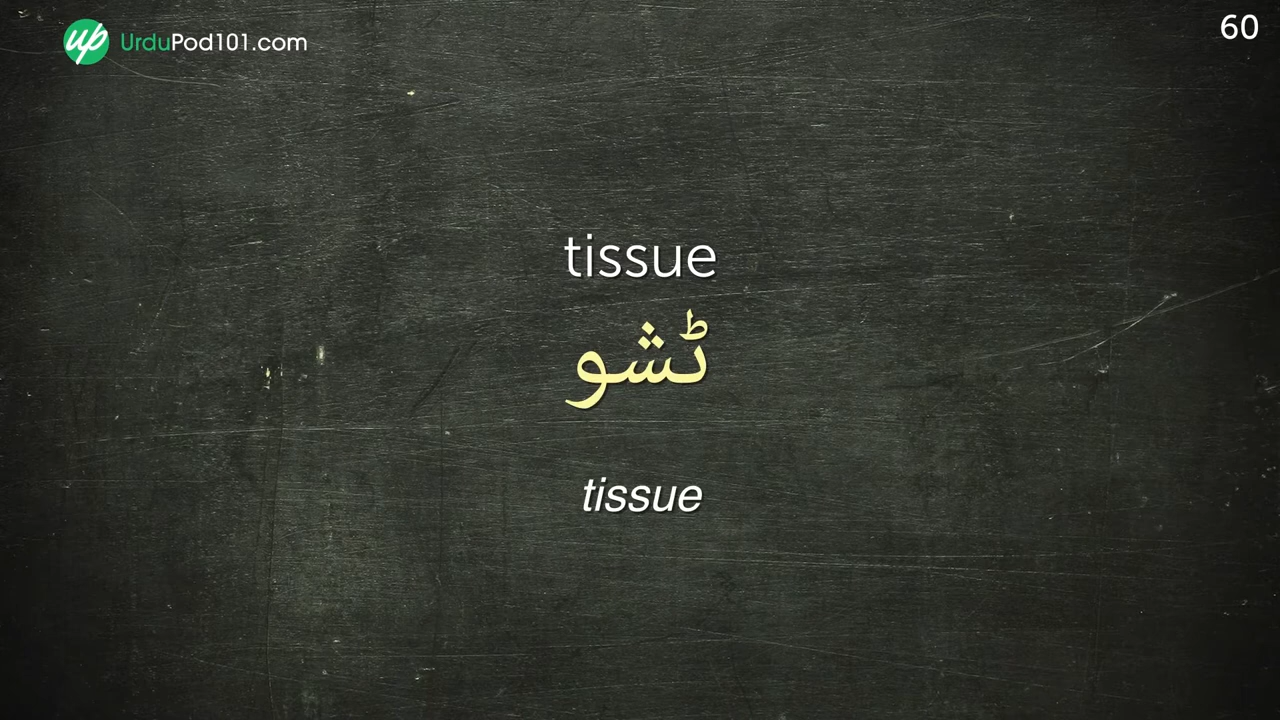 UrduPod101.com
60
tissue
ٹشو
tissue